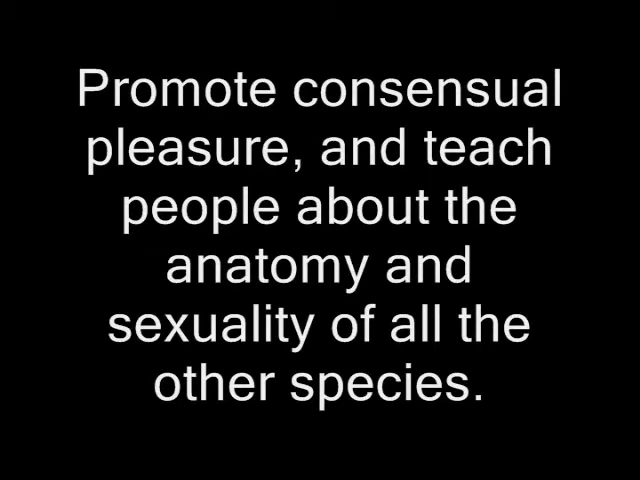 Promote consensual
pleasure, and teach
people about the
anatomy and
sexuality of all the
other species.